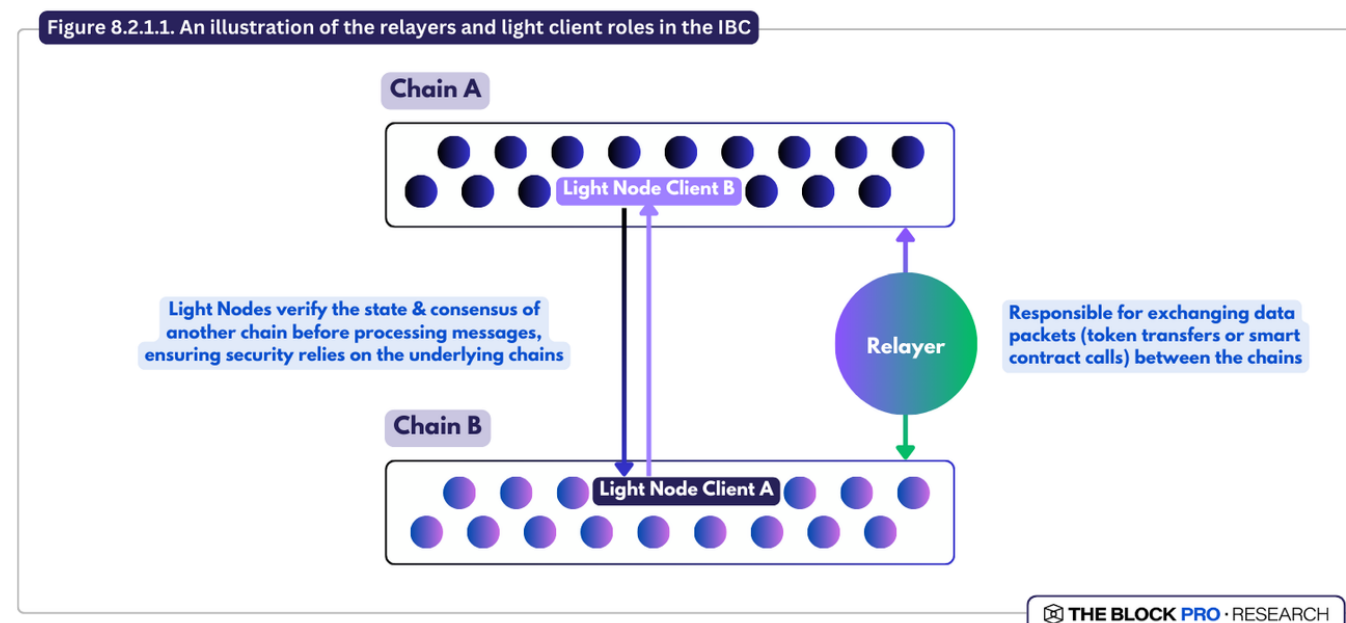 Figure 8.2.1.1. An illustration of the relayers and light client roles in the IBC
Chain A
Light Node Client B
Light Nodes verify the state & consensus of
another chain before processing messages,
ensuring security relies on the underlying chains
Relayer
Responsible for exchanging data
packets (token transfers or smart
contract calls) between the chains
Chain B
Light Node Client A
THE BLOCK PRO · RESEARCH